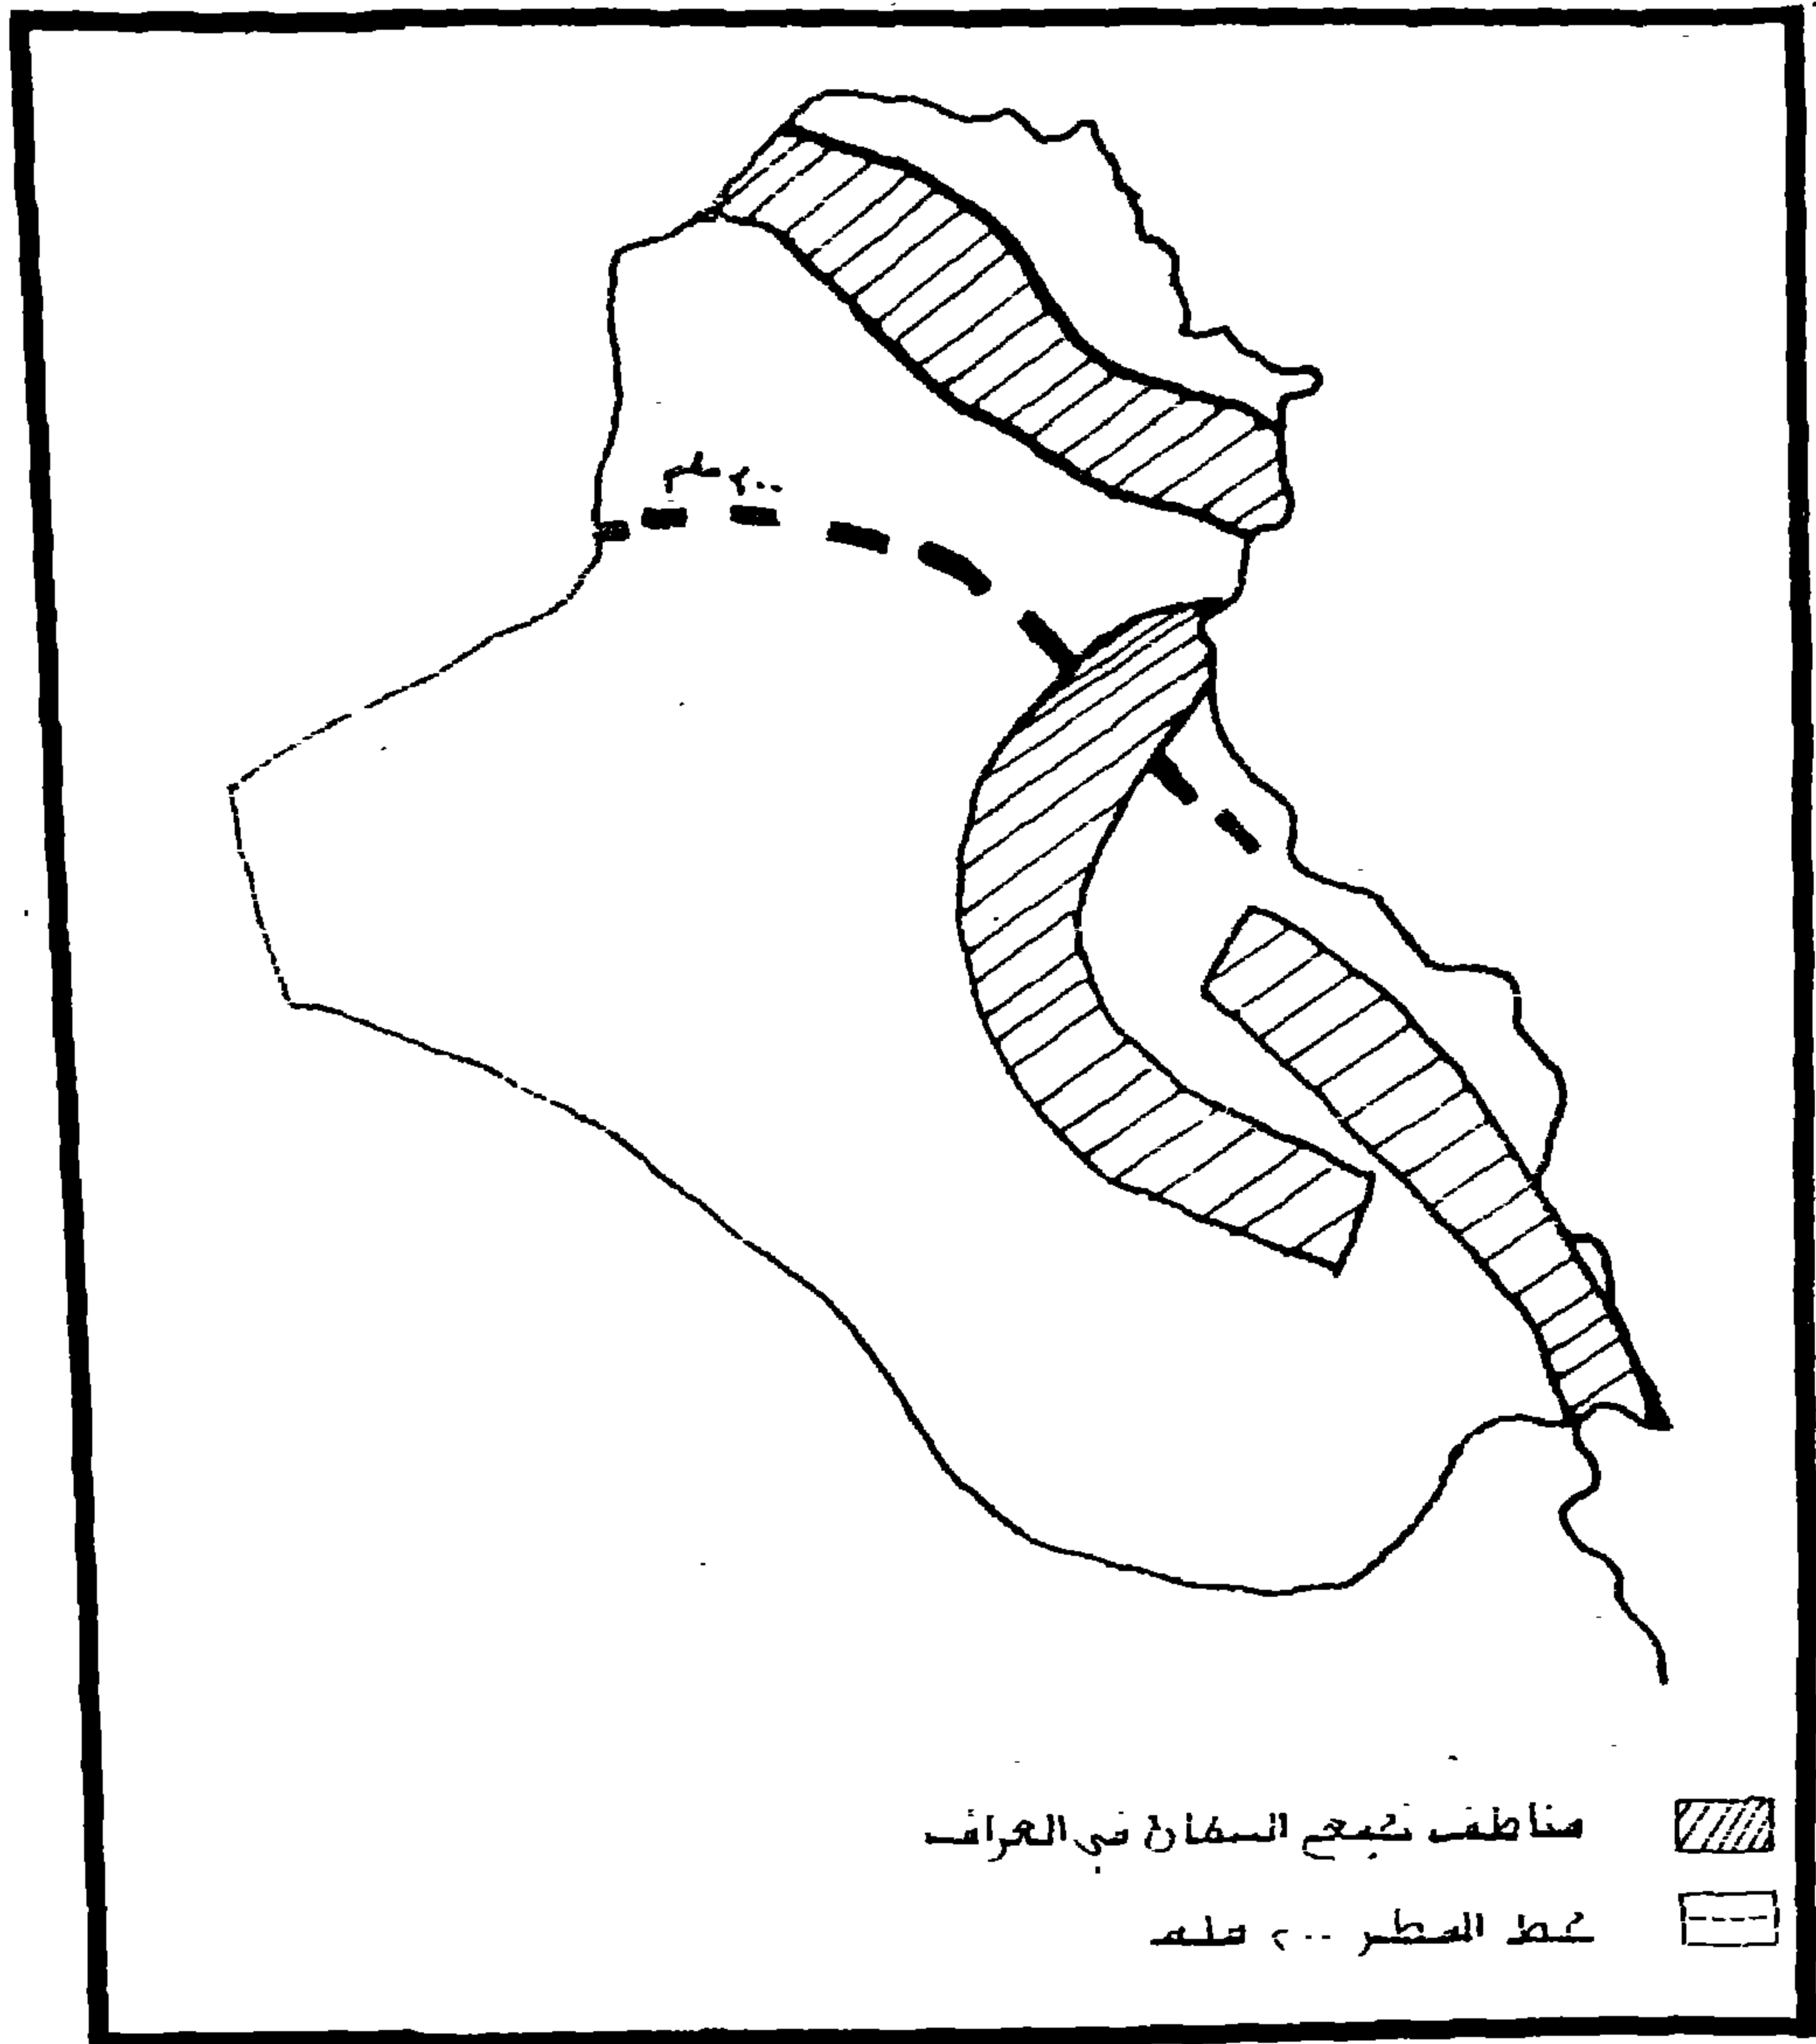 ٢٠٠ ملم
مناطق تجمع السكان في العراق
خط المطر ٢٠٠ ملم